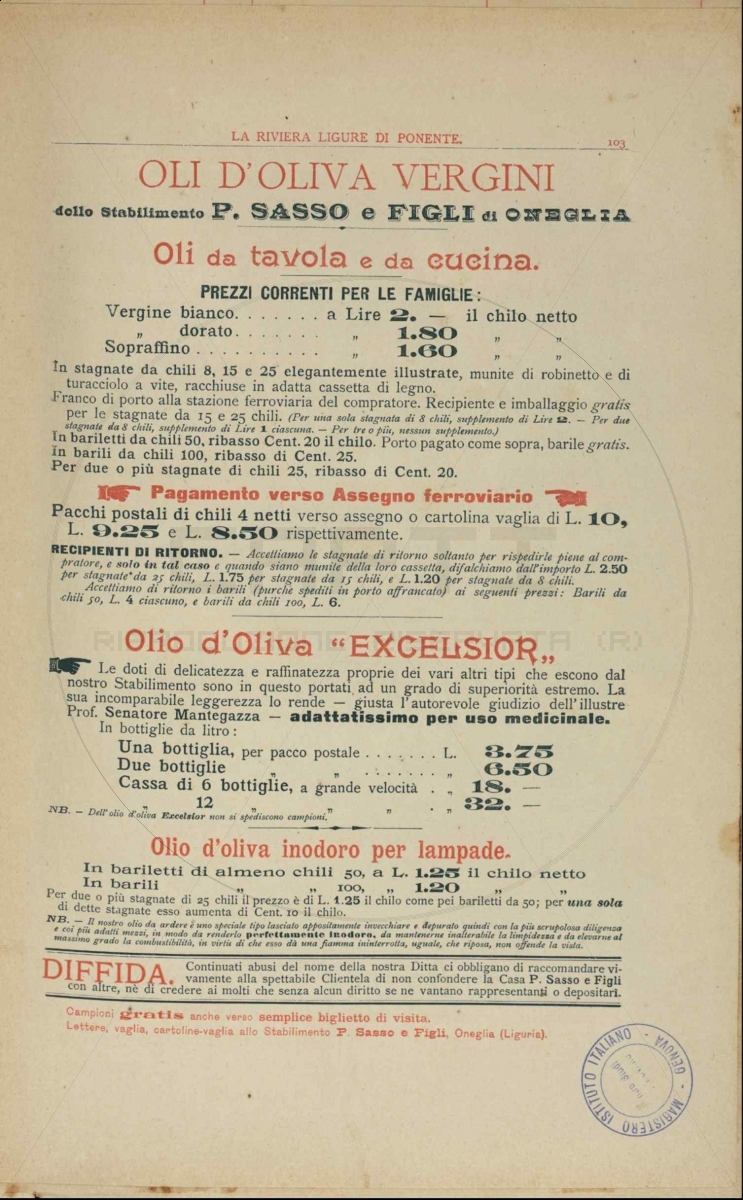 LA RIVIERA LIGURE DI PONENTE. 103
OLI D'OLIVA VERGINI
dello Stabilimento P. SASSO e FIGLI di ONEGLIA
Oli da tavola e da cucina.
PREZZI CORRENTI PER LE FAMIGLIE:
Vergine bianco. . . . . . . a Lire 2. — il chilo netto
„ dorato. . . . . . . „ 1.80 „ „
Sopraffino . . . . . . . . . . „ 1.60 „ „
In stagnate da chili 8, 15 e 25 elegantemente illustrate, munite di robinetto e di
turacciolo a vite, racchiuse in adatta cassetta di legno.
Franco di porto alla stazione ferroviaria del compratore. Recipiente e imballaggio gratis
per le stagnate da 15 e 25 chili. (Per una sola stagnata di 8 chili, supplemento di Lire 2. — Per due
stagnate da 8 chili, supplemento di Lire 1 ciascuna. — Per tre o più, nessun supplemento.)
In bariletti da chili 50, ribasso Cent. 20 il chilo. Porto pagato come sopra, barile gratis.
In barili da chili 100, ribasso di Cent. 25.
Per due o più stagnate di chili 25, ribasso di Cent. 20.
Pagamento verso Assegno ferroviario
Pacchi postali di chili 4 netti verso assegno o cartolina vaglia di L. 10,
L. 9.25 e L. 8.50 rispettivamente.
RECIPIENTI DI RITORNO. — Accettiamo le stagnate di ritorno soltanto per rispedirle piene al com-
pratore, e solo in tal caso e quando siano munite della loro cassetta, difalchiamo dall'importo L. 2.50
per stagnate da 25 chili, L. 1.75 per stagnate da 15 chili, e L. 1.20 per stagnate da 8 chili.
Accettiamo di ritorno i barili (purchè spediti in porto affrancato) ai seguenti prezzi: Barili da
chili 50, L. 4 ciascuno, e barili da chili 100, L. 6.
Olio d'Oliva “EXCELSIOR„
Le doti di delicatezza e raffinatezza proprie dei vari altri tipi che escono dal
nostro Stabilimento sono in questo portati ad un grado di superiorità estremo. La
sua incomparabile leggerezza lo rende — giusta l'autorevole giudizio dell'illustre
Prof. Senatore Mantegazza — adattatissimo per uso medicinale.
In bottiglie da litro:
Una bottiglia, per pacco postale . . . . . . . L. 3.75
Due bottiglie „ „ . . . . . . . „ 6.50
Cassa di 6 bottiglie, a grande velocità . „ 18. —
„ 12 „ „ „ . „ 32. —
NB. — Dell'olio d'oliva Excelsior non si spediscono campioni.
Olio d'oliva inodoro per lampade.
In bariletti di almeno chili 50, a L. 1.25 il chilo netto
In barili „ „ 100, „ 1.20 „ „
Per due o più stagnate di 25 chili il prezzo è di L. 1.25 il chilo come pei bariletti da 50; per una sola
di dette stagnate esso aumenta di Cent. 10 il chilo.
NB. — Il nostro olio da ardere è uno speciale tipo lasciato appositamente invecchiare e depurato quindi con la più scrupolosa diligenza
e coi più adatti mezzi, in modo da renderlo perfettamente inodoro, da mantenerne inalterabile la limpidezza e da elevarne al
massimo grado la combustibilità, in virtù di che esso dà una fiamma ininterrotta, uguale, che riposa, non offende la vista.
DIFFIDA. Continuati abusi del nome della nostra Ditta ci obbligano di raccomandare vi-
vamente alla spettabile Clientela di non confondere la Casa P. Sasso e Figli
con altre, nè di credere ai molti che senza alcun diritto se ne vantano rappresentanti o depositari.
Campioni gratis anche verso semplice biglietto di visita.
Lettere, vaglia, cartoline-vaglia allo Stabilimento P. Sasso e Figli, Oneglia (Liguria).
MAGISTERO ISTITUTO ITALIANO - GENOVA -